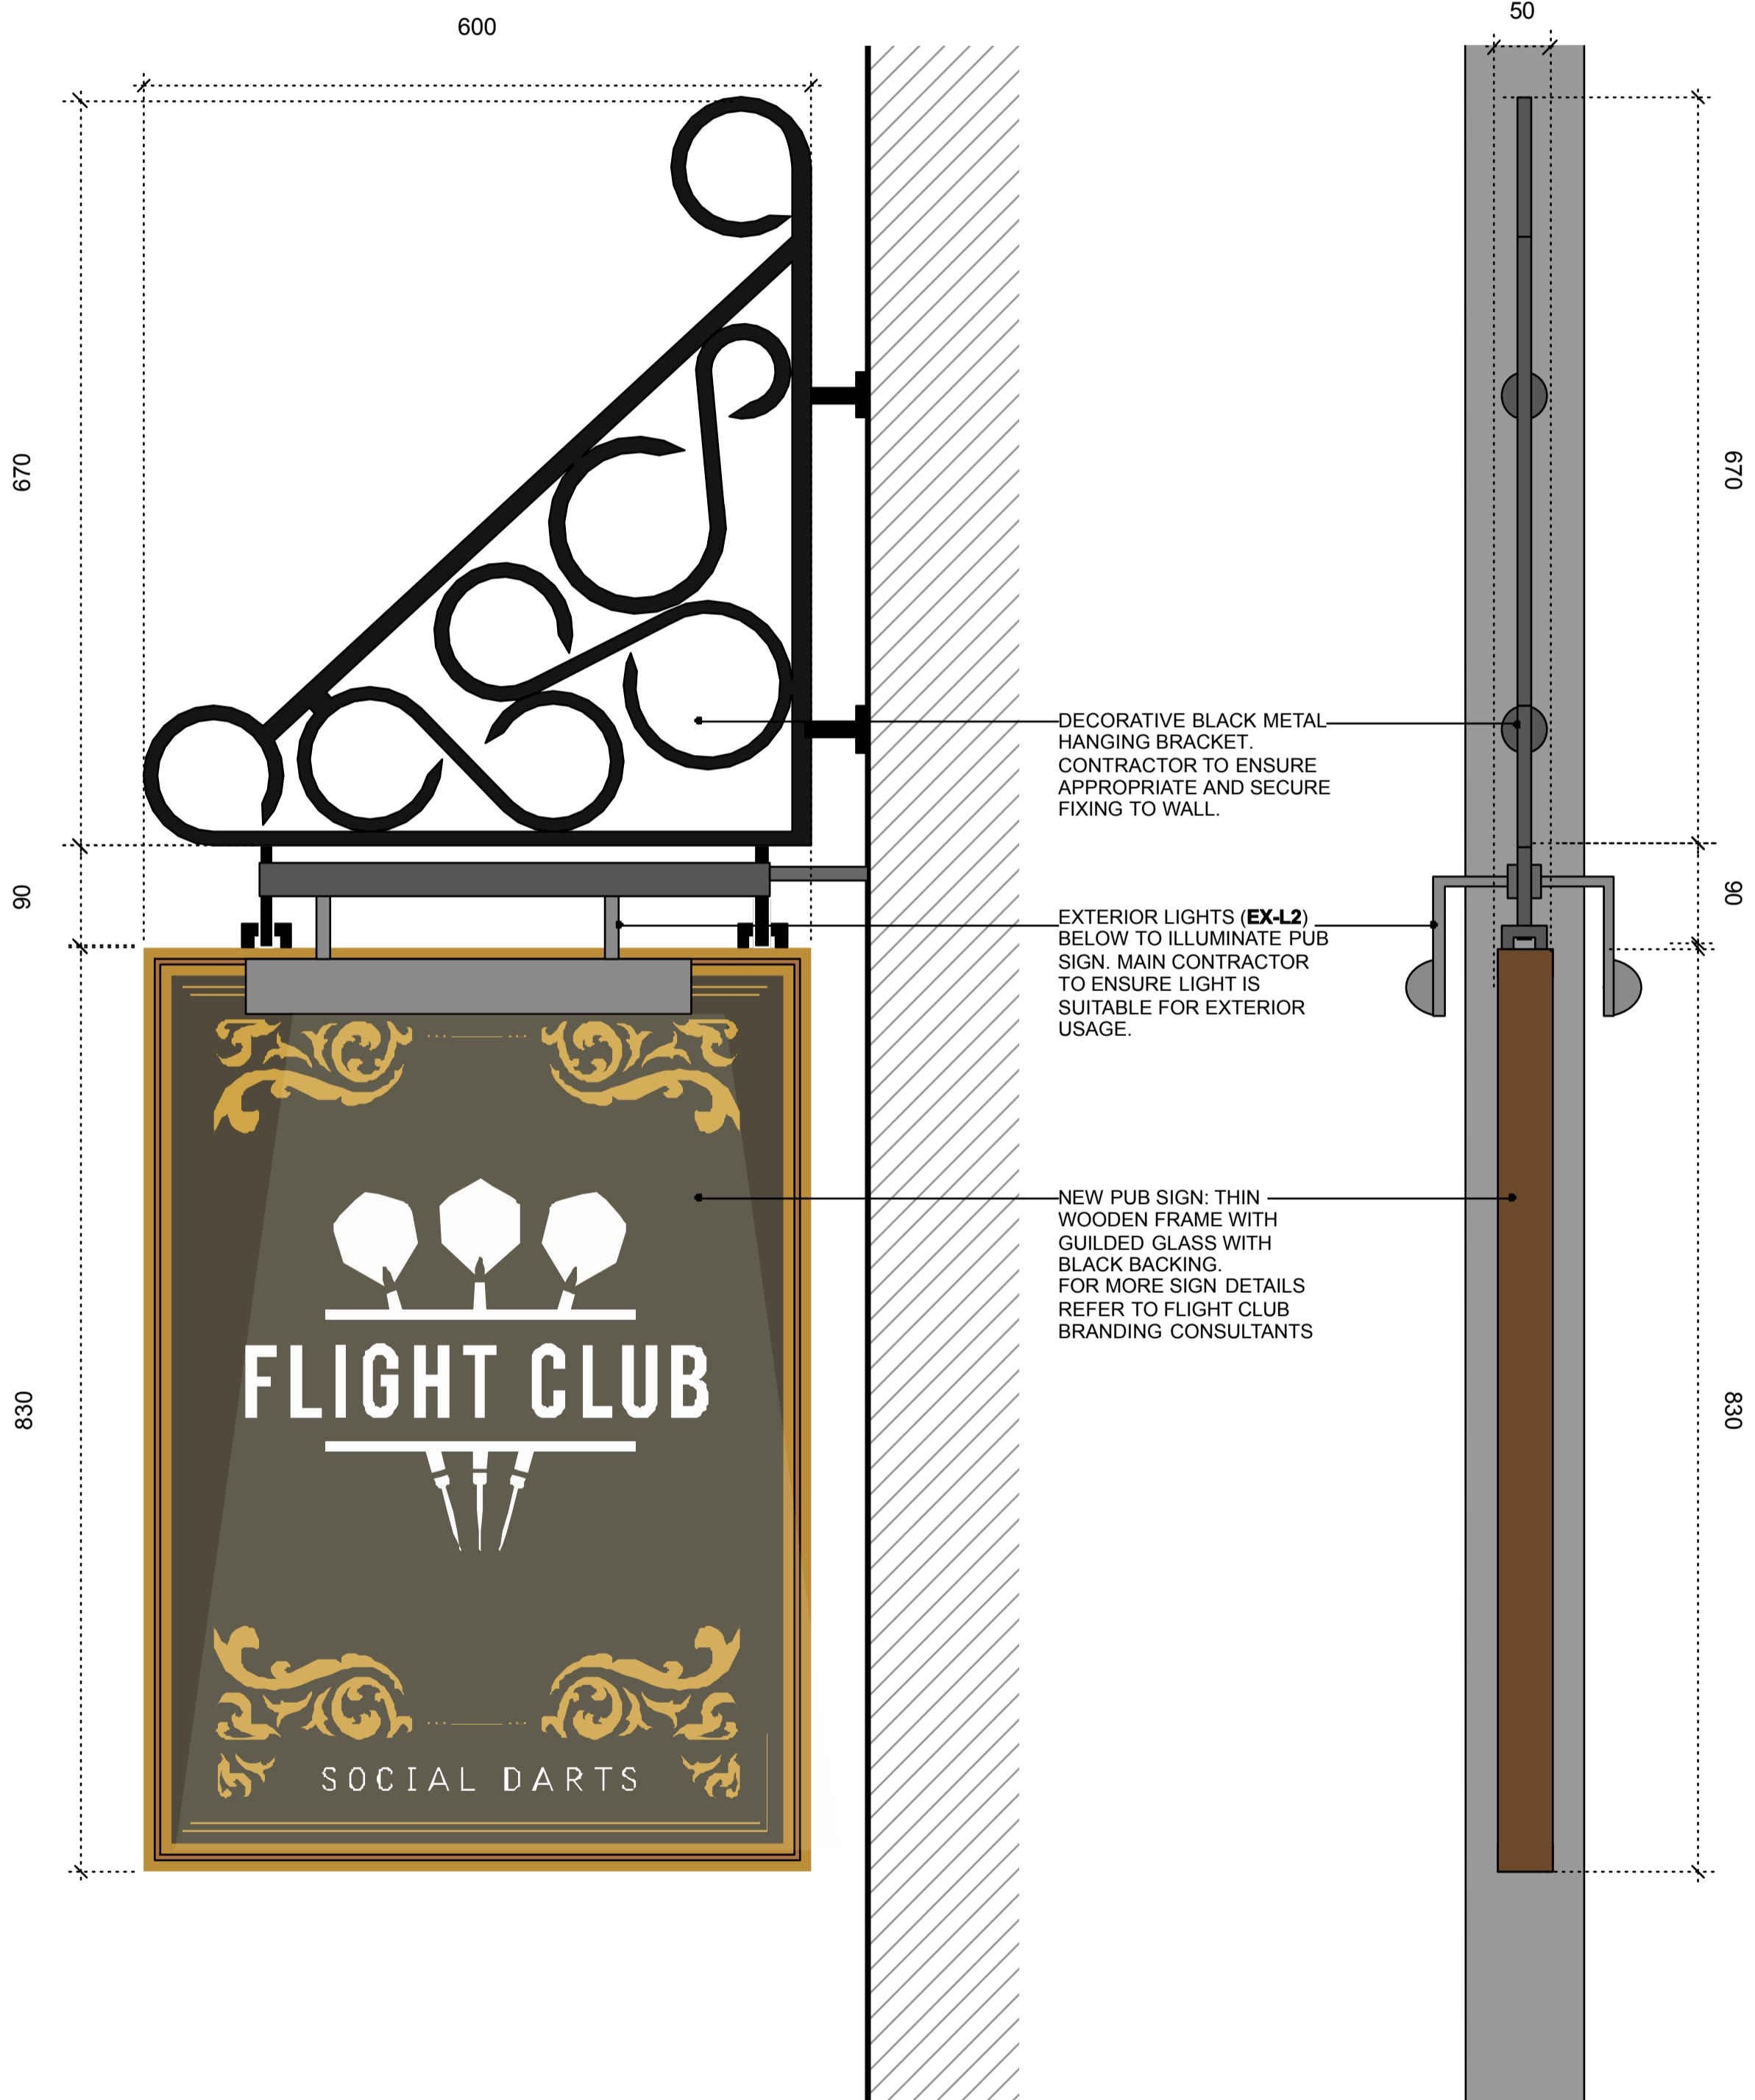 600
50
670
670
DECORATIVE BLACK METAL
HANGING BRACKET.
CONTRACTOR TO ENSURE
APPROPRIATE AND SECURE
FIXING TO WALL.
90
90
EXTERIOR LIGHTS (EX-L2)
BELOW TO ILLUMINATE PUB
SIGN. MAIN CONTRACTOR
TO ENSURE LIGHT IS
SUITABLE FOR EXTERIOR
USAGE.
NEW PUB SIGN: THIN
WOODEN FRAME WITH
GUILDED GLASS WITH
BLACK BACKING.
FOR MORE SIGN DETAILS
REFER TO FLIGHT CLUB
BRANDING CONSULTANTS
830
830
FLIGHT CLUB
SOCIAL DARTS